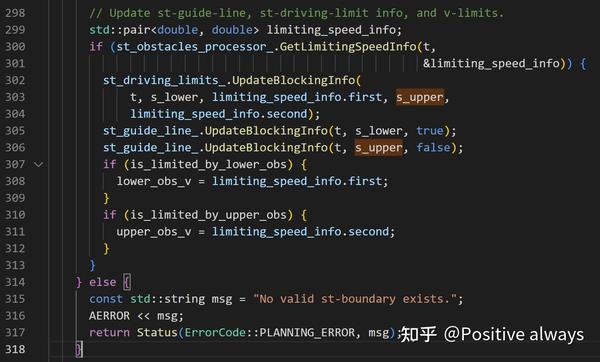 298 // Update st-guide-line, st-driving-limit info, and v-limits.
299 std::pair<double, double> limiting_speed_info;
300 if (st_obstacles_processor_.GetLimitingSpeedInfo(t,
301 &limiting_speed_info)) {
302 st_driving_limits_.UpdateBlockingInfo(
303 t, s_lower, limiting_speed_info.first, s_upper,
304 limiting_speed_info.second);
305 st_guide_line_.UpdateBlockingInfo(t, s_lower, true);
306 st_guide_line_.UpdateBlockingInfo(t, s_upper, false);
307 if (is_limited_by_lower_obs) {
308 lower_obs_v = limiting_speed_info.first;
309 }
310 if (is_limited_by_upper_obs) {
311 upper_obs_v = limiting_speed_info.second;
312 }
313 }
314 } else {
315 const std::string msg = "No valid st-boundary exists.";
316 AERROR << msg;
317 return Status(ErrorCode::PLANNING_ERROR, msg);
318 }
知乎 @Positive always